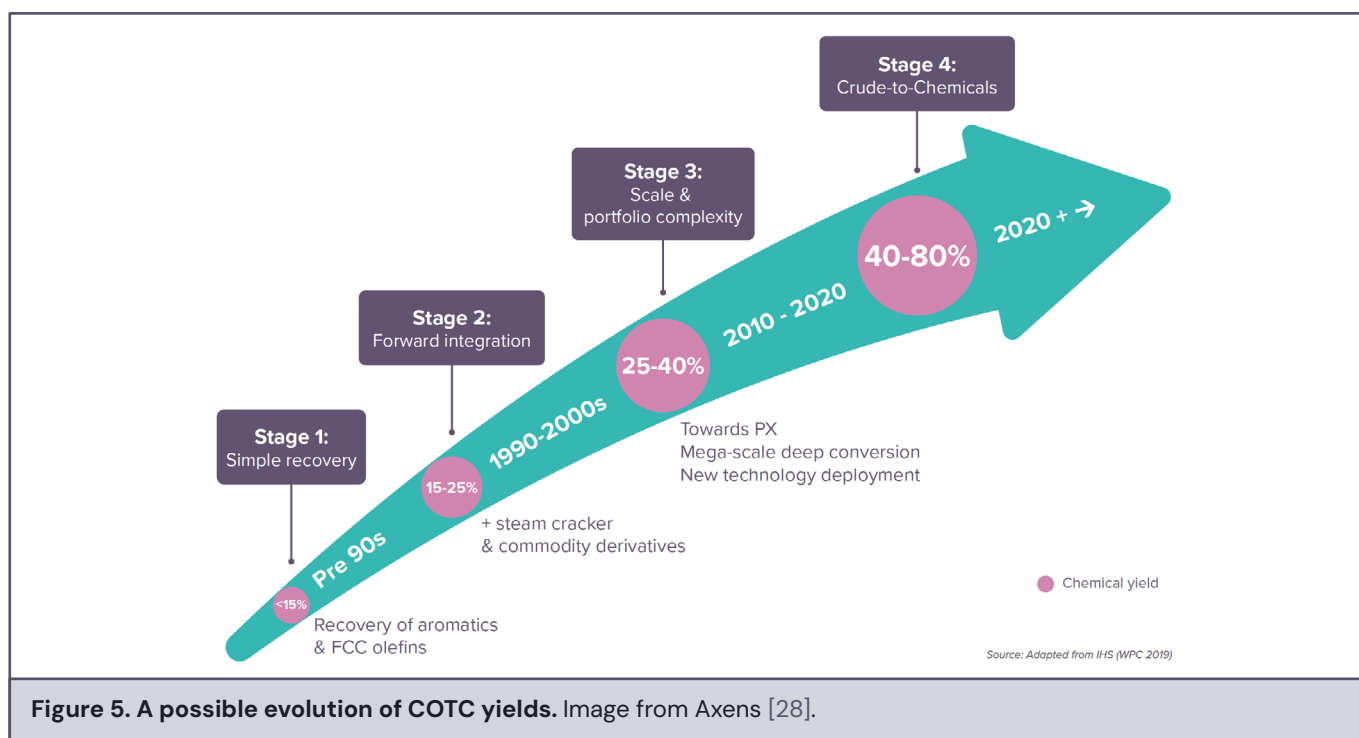 Stage 4:
Crude-to-Chemicals
Stage 3:
Scale &
portfolio complexity
Stage 2:
Forward integration
Stage 1:
Simple recovery
<15%
Pre 90s
15-25%
1990-2000s
25-40%
2010 - 2020
40-80%
2020 + →
Recovery of aromatics
& FCC olefins
+ steam cracker
& commodity derivatives
Towards PX
Mega-scale deep conversion
New technology deployment
Chemical yield
Source: Adapted from IHS (WPC 2019)
Figure 5. A possible evolution of COTC yields. Image from Axens [28].